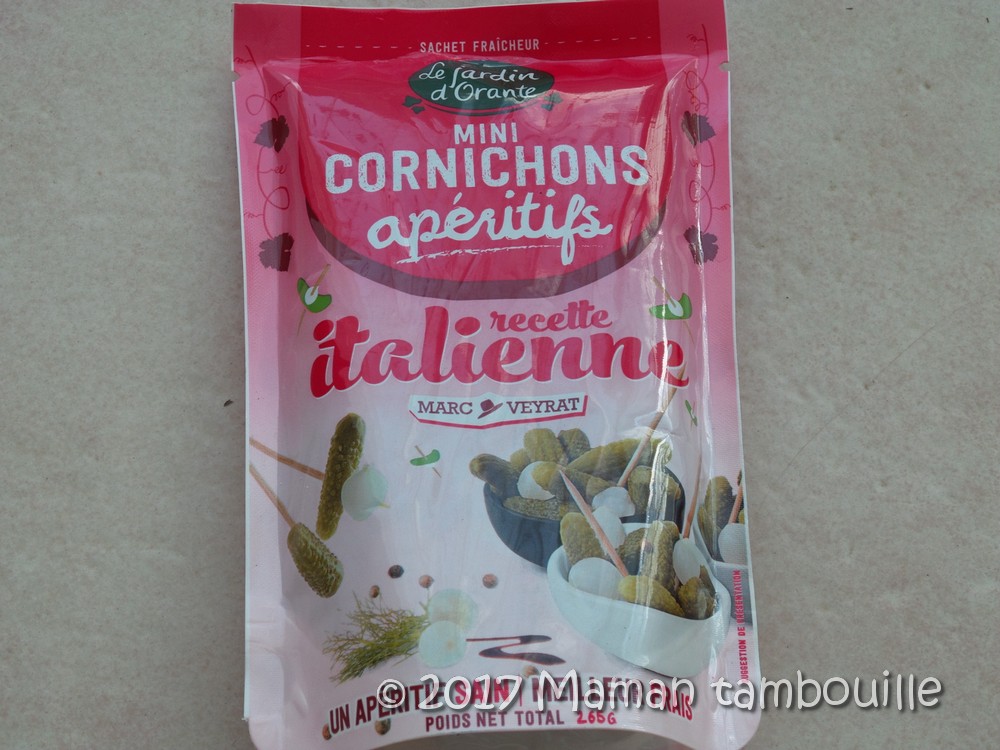 SACHET FRAÎCHEUR
Le Jardin
d'Orante
MINI
CORNICHONS
apéritifs
recette
italienne
MARC VEYRAT
SUGGESTION DE PRÉSENTATION
UN APÉRITIF SAIN
POIDS NET TOTAL 265G
© 2017 Maman tambouille